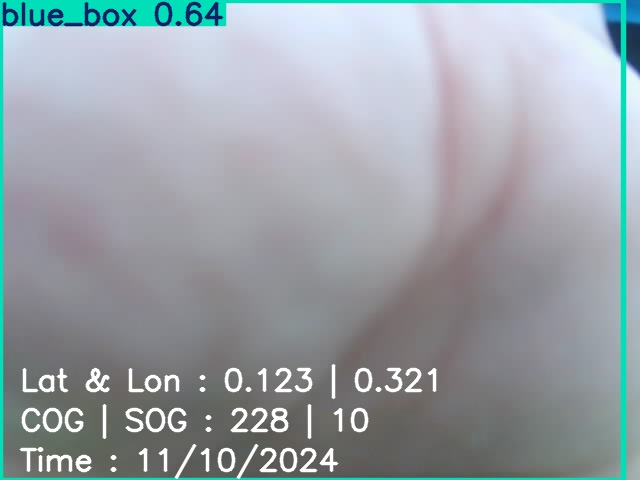 blue_box 0.64
Lat & Lon : 0.123 | 0.321
COG | SOG : 228 | 10
Time : 11/10/2024